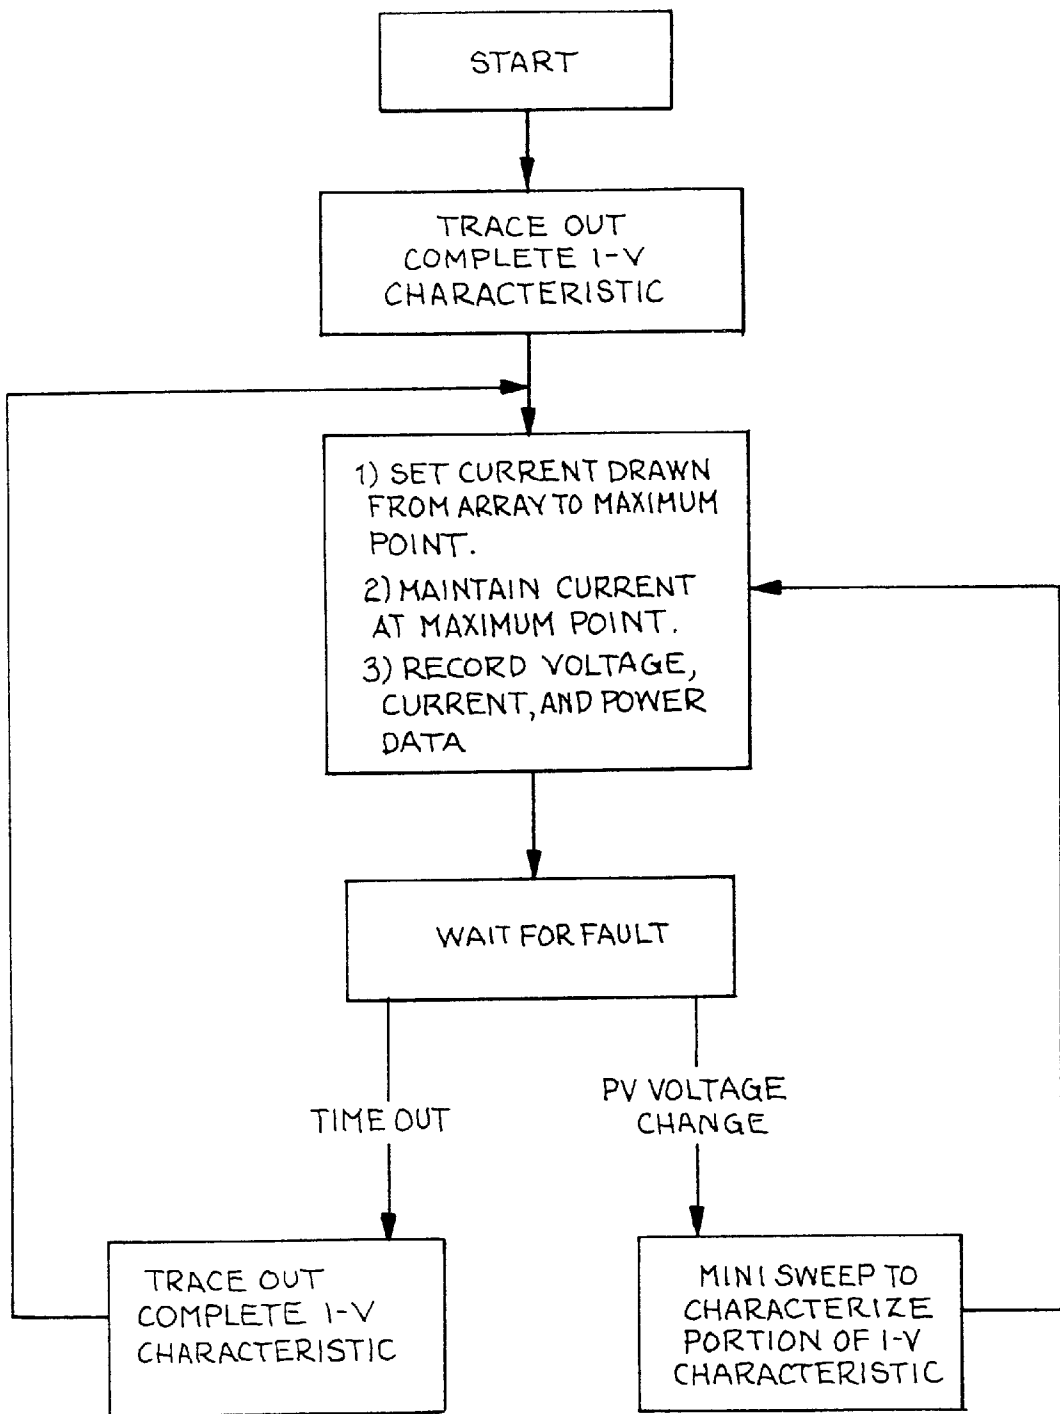 START
TRACE OUT
COMPLETE I-V
CHARACTERISTIC
1) SET CURRENT DRAWN
FROM ARRAY TO MAXIMUM
POINT.
2) MAINTAIN CURRENT
AT MAXIMUM POINT.
3) RECORD VOLTAGE,
CURRENT, AND POWER
DATA
WAIT FOR FAULT
TIME OUT
PV VOLTAGE
CHANGE
TRACE OUT
COMPLETE I-V
CHARACTERISTIC
MINI SWEEP TO
CHARACTERIZE
PORTION OF I-V
CHARACTERISTIC